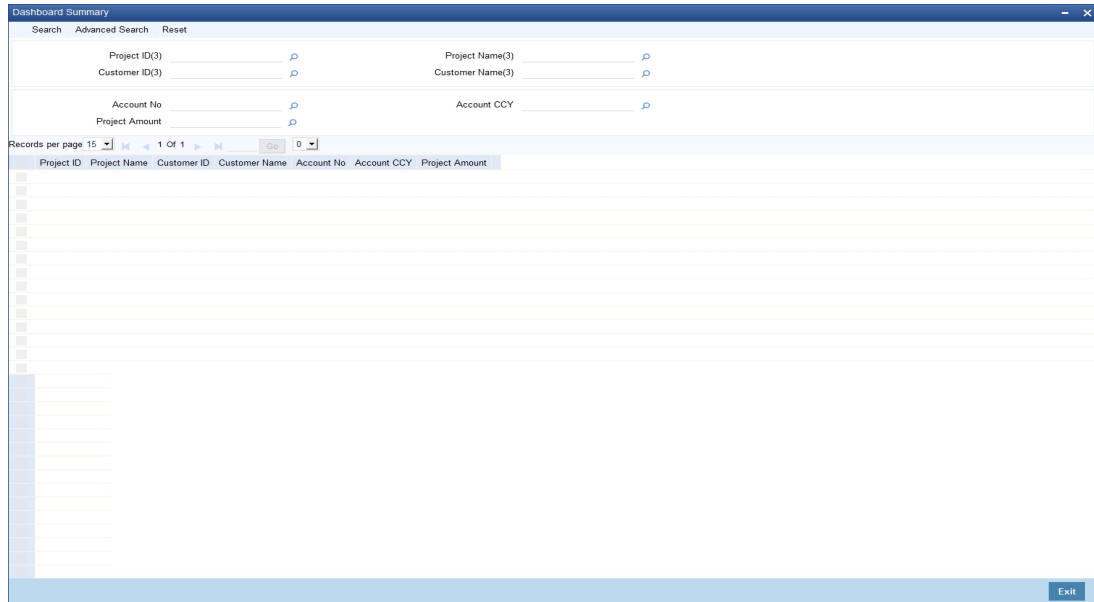 Dashboard Summary
Search Advanced Search Reset
Project ID(3) Project Name(3)
Customer ID(3) Customer Name(3)
Account No Account CCY
Project Amount
Records per page 15 1 Of 1 Go 0
Project ID Project Name Customer ID Customer Name Account No Account CCY Project Amount
Exit